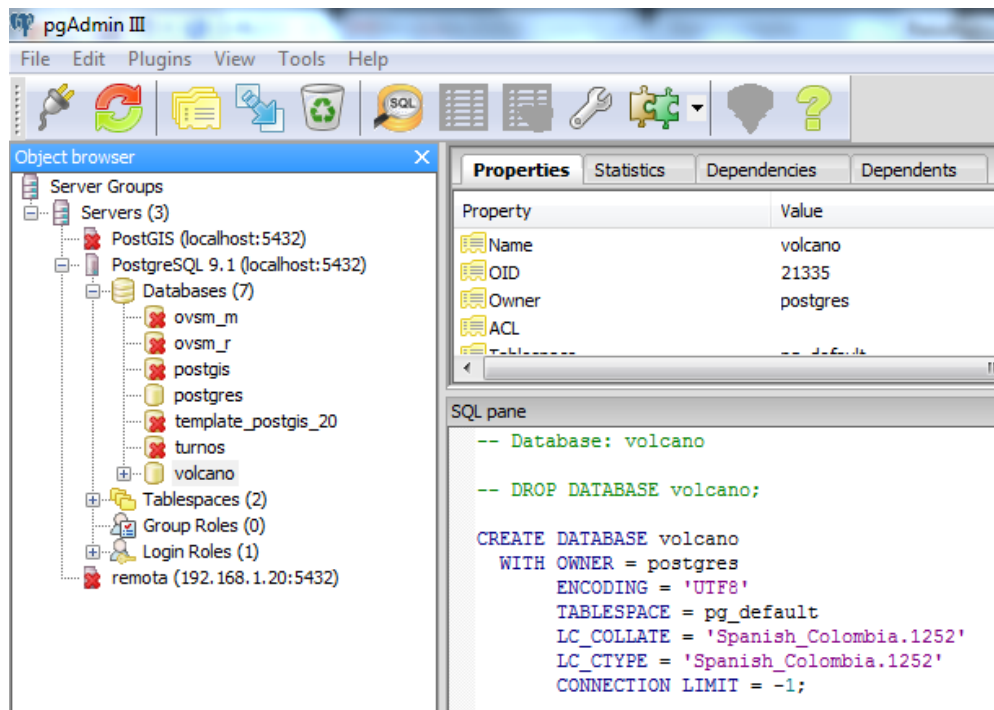 pgAdmin III
File Edit Plugins View Tools Help
SQL
Object browser
Server Groups
Servers (3)
PostGIS (localhost:5432)
PostgreSQL 9.1 (localhost:5432)
Databases (7)
ovsm_m
ovsm_r
postgis
postgres
template_postgis_20
turnos
volcano
Tablespaces (2)
Group Roles (0)
Login Roles (1)
remota (192.168.1.20:5432)
Properties Statistics Dependencies Dependents
Property Value
Name volcano
OID 21335
Owner postgres
ACL
Tablespace pg_default
SQL pane
-- Database: volcano
-- DROP DATABASE volcano;
CREATE DATABASE volcano
WITH OWNER = postgres
ENCODING = 'UTF8'
TABLESPACE = pg_default
LC_COLLATE = 'Spanish_Colombia.1252'
LC_CTYPE = 'Spanish_Colombia.1252'
CONNECTION LIMIT = -1;